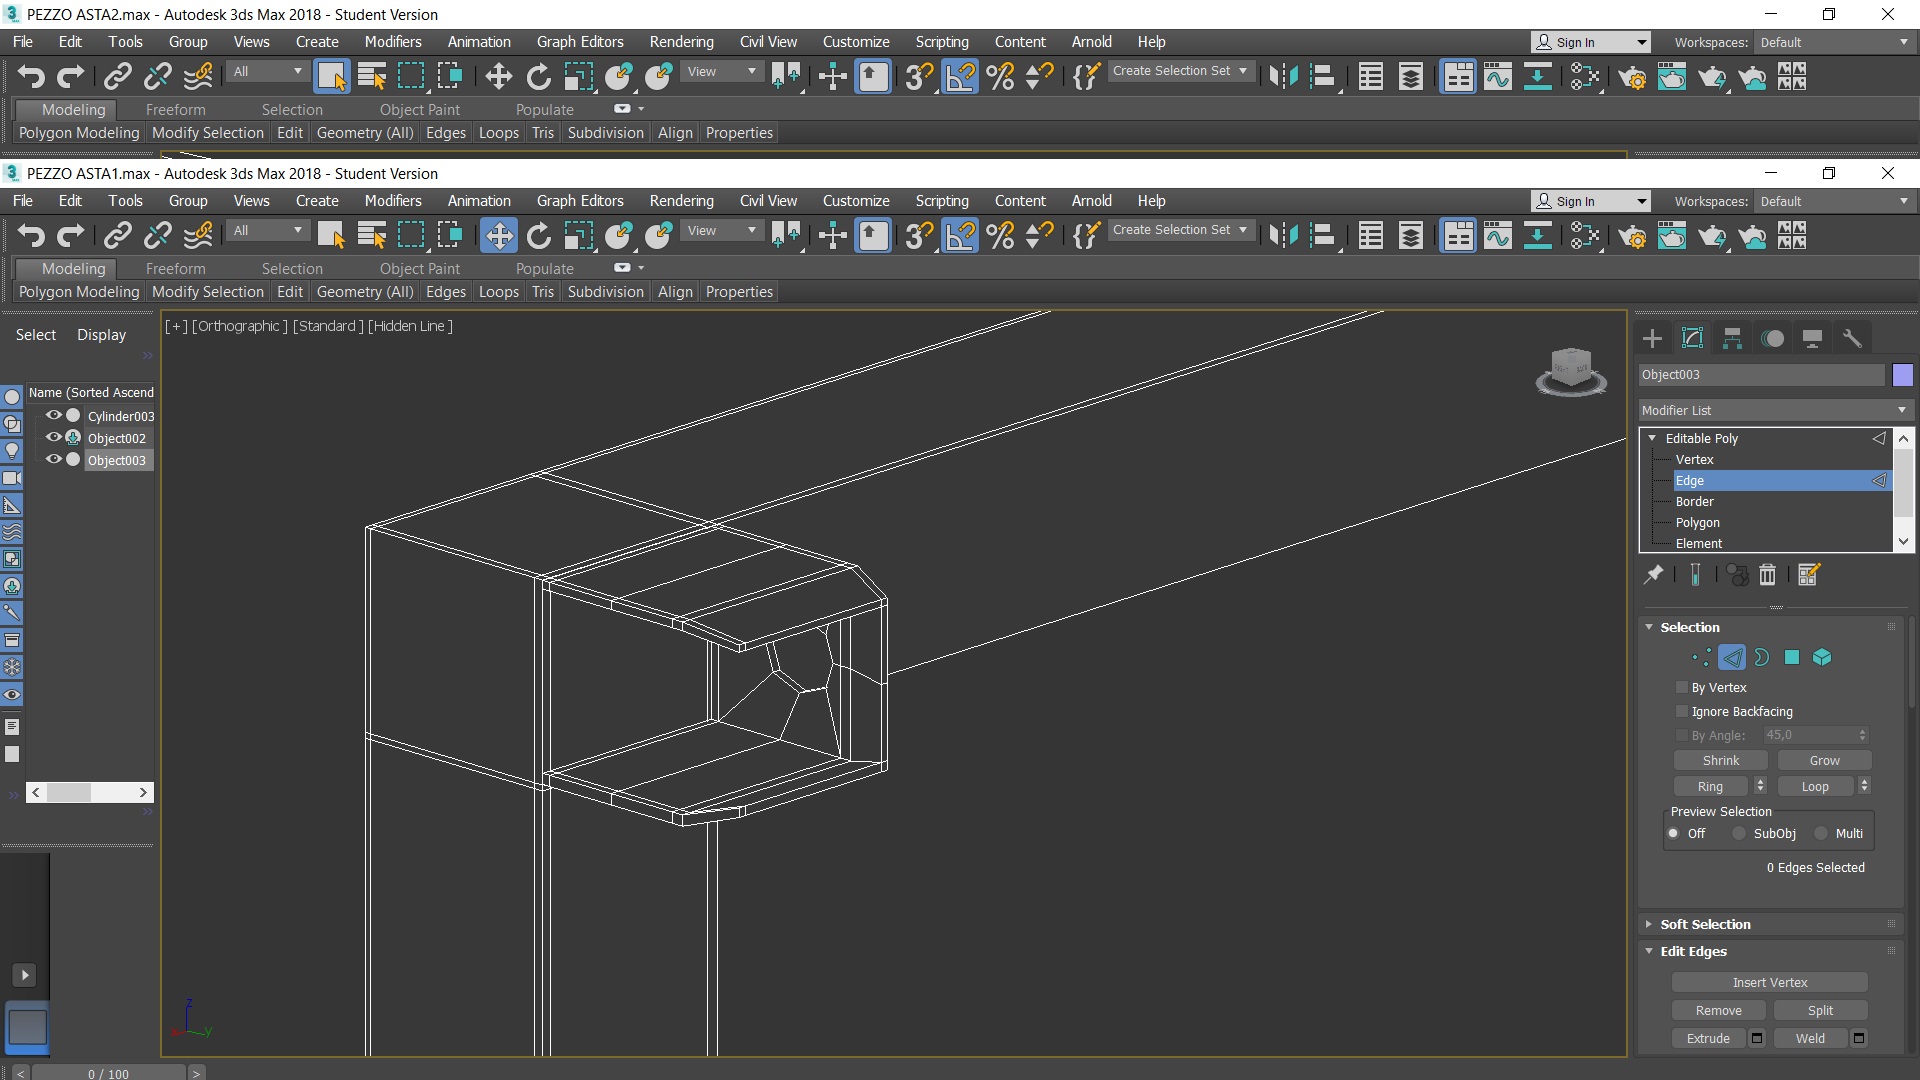 PEZZO ASTA2.max - Autodesk 3ds Max 2018 - Student Version
File Edit Tools Group Views Create Modifiers Animation Graph Editors Rendering Civil View Customize Scripting Content Arnold Help Sign In Workspaces: Default
All View Create Selection Set
Modeling Freeform Selection Object Paint Populate
Polygon Modeling Modify Selection Edit Geometry (All) Edges Loops Tris Subdivision Align Properties
PEZZO ASTA1.max - Autodesk 3ds Max 2018 - Student Version
File Edit Tools Group Views Create Modifiers Animation Graph Editors Rendering Civil View Customize Scripting Content Arnold Help Sign In Workspaces: Default
All View Create Selection Set
Modeling Freeform Selection Object Paint Populate
Polygon Modeling Modify Selection Edit Geometry (All) Edges Loops Tris Subdivision Align Properties
Select Display
Name (Sorted Ascend
Cylinder003
Object002
Object003
[+] [Orthographic ] [Standard ] [Hidden Line ]
z
x y
Object003
Modifier List
Editable Poly
Vertex
Edge
Border
Polygon
Element
Selection
By Vertex
Ignore Backfacing
By Angle: 45,0
Shrink Grow
Ring Loop
Preview Selection
Off SubObj Multi
0 Edges Selected
Soft Selection
Edit Edges
Insert Vertex
Remove Split
Extrude Weld
< 0 / 100 >